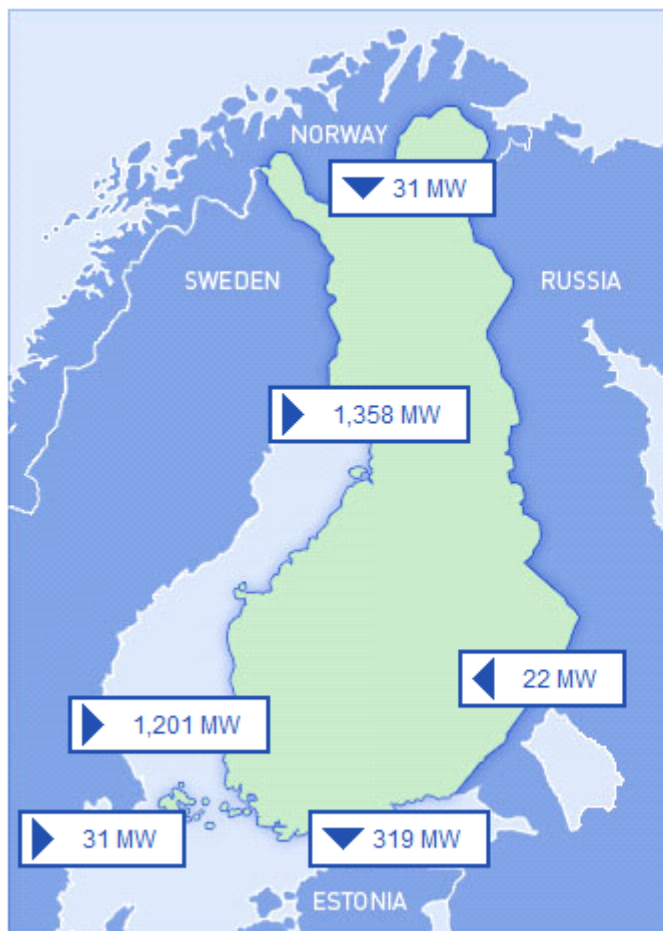 NORWAY
31 MW
SWEDEN
RUSSIA
1,358 MW
22 MW
1,201 MW
31 MW
319 MW
ESTONIA